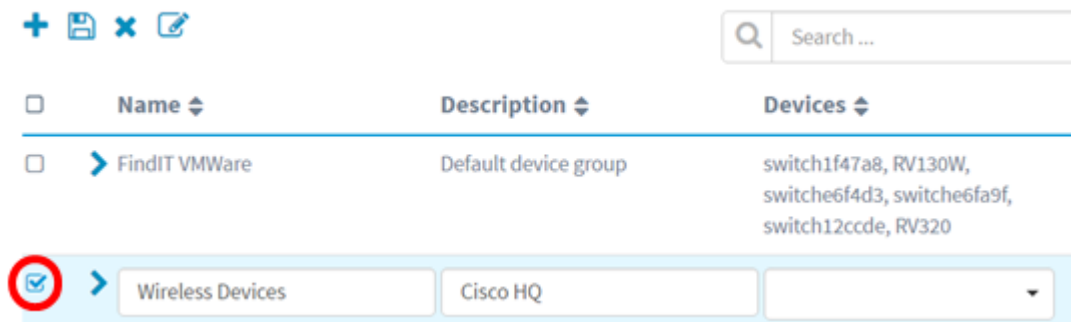 Search ...
Name Description Devices
FindIT VMWare Default device group switch1f47a8, RV130W,
switche6f4d3, switche6fa9f,
switch12ccde, RV320
Wireless Devices Cisco HQ